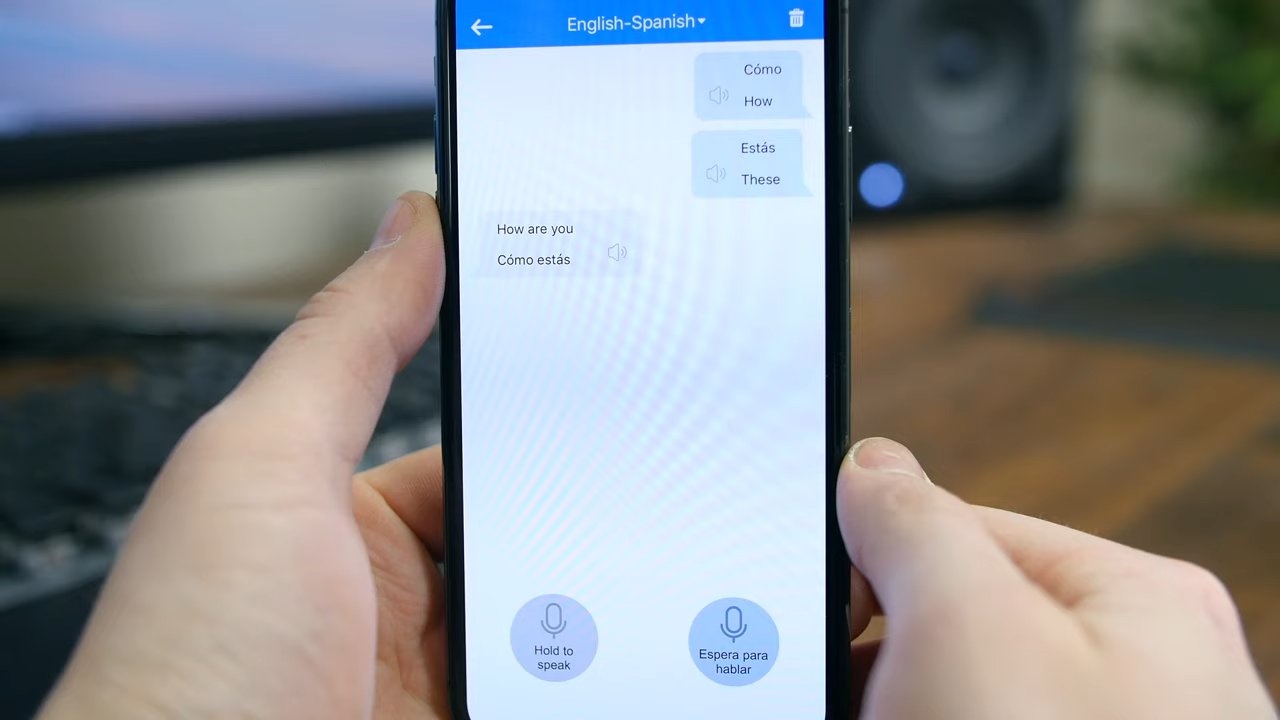 English-Spanish
Cómo
How
Estás
These
How are you
Cómo estás
Hold to
speak
Espera para
hablar